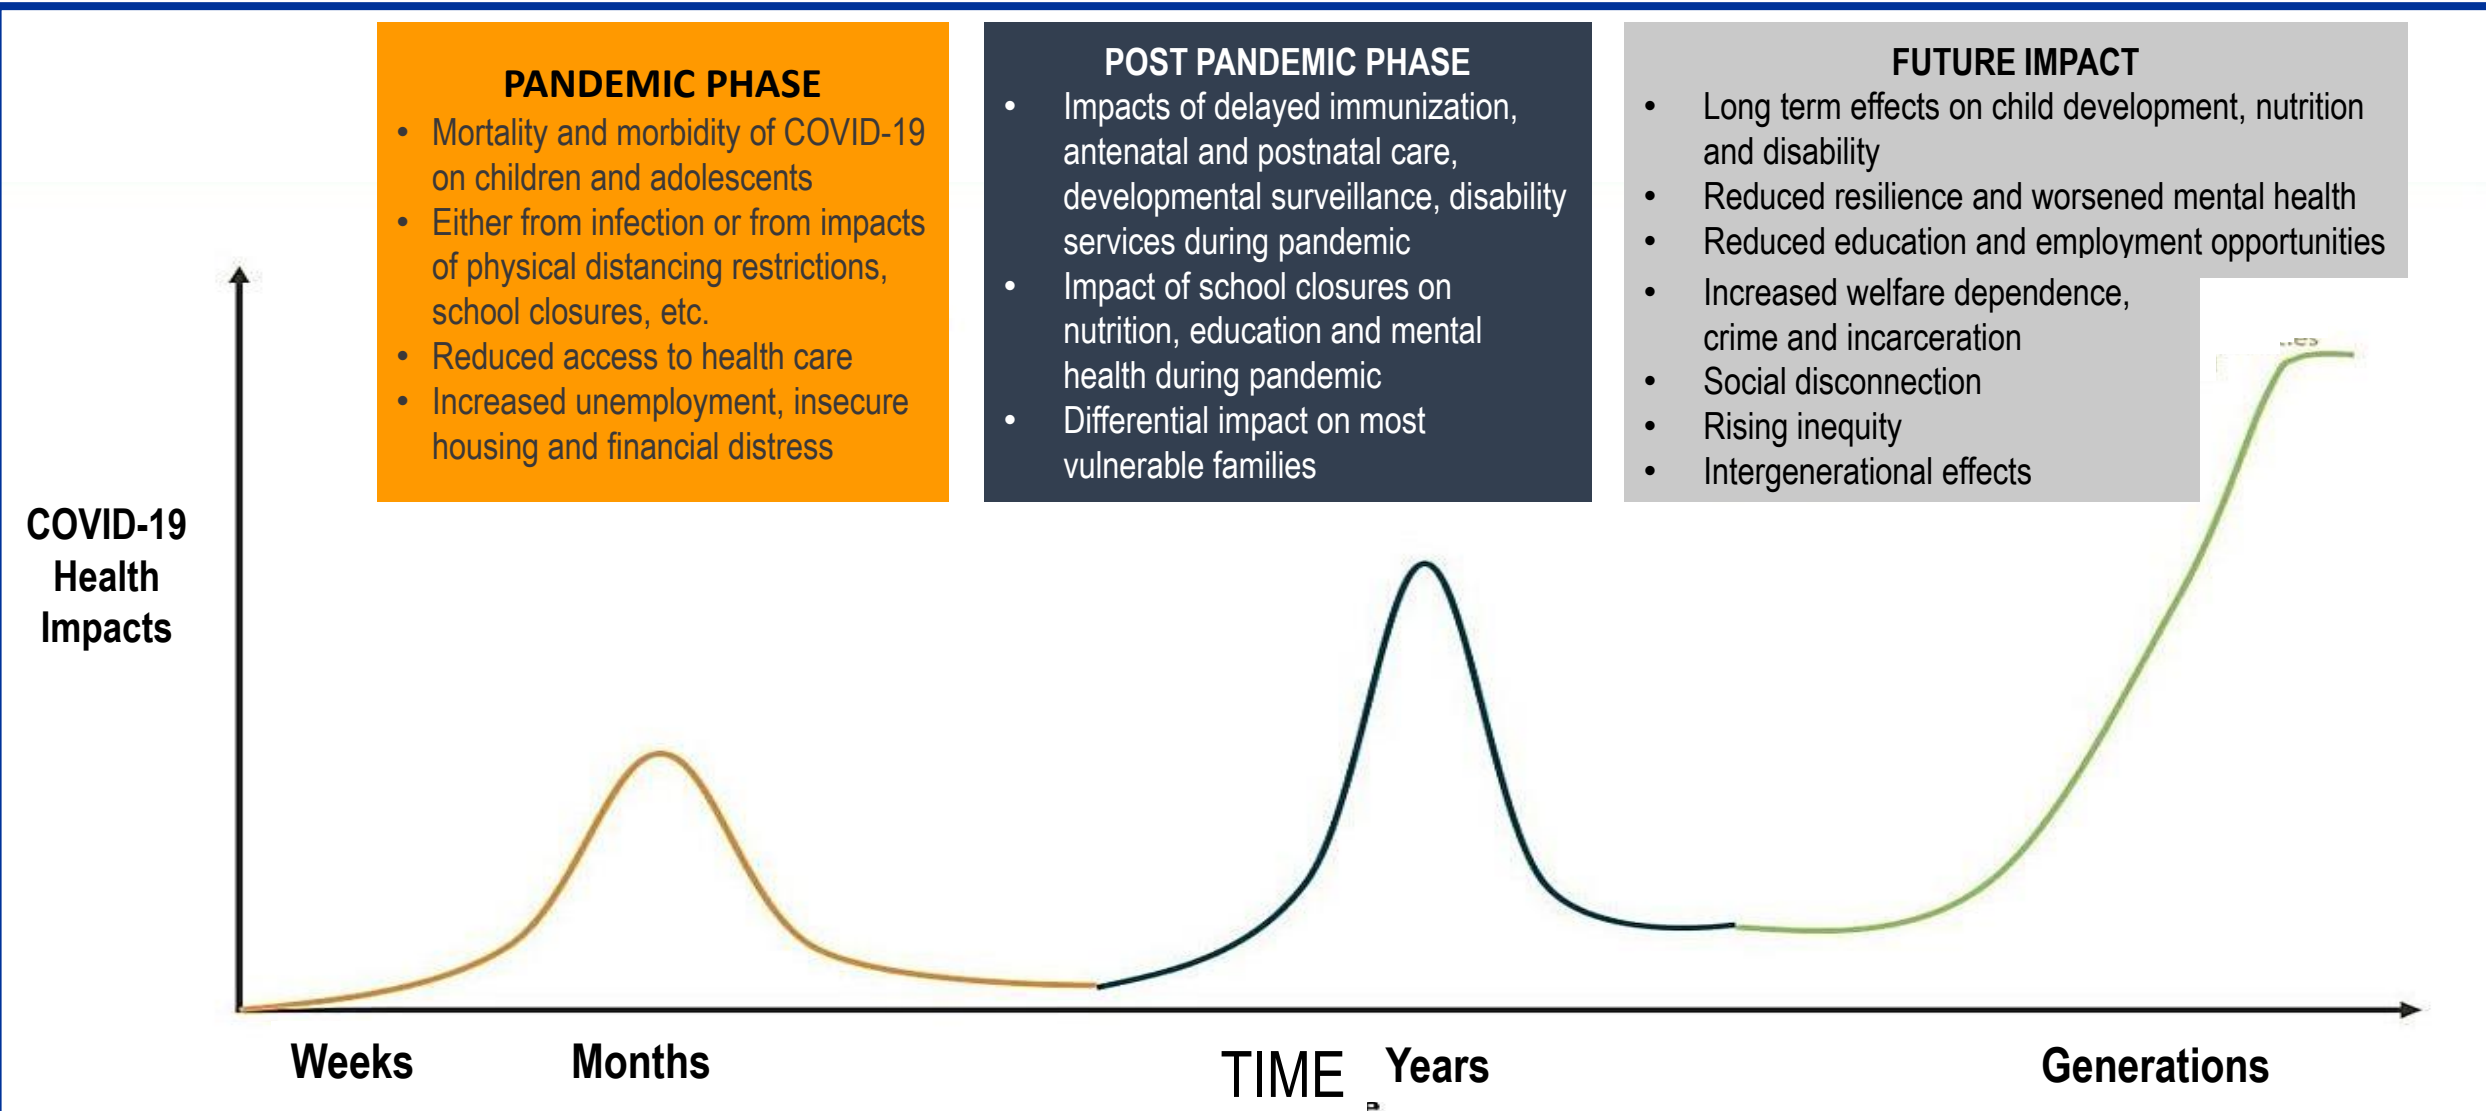 PANDEMIC PHASE
• Mortality and morbidity of COVID-19
on children and adolescents
• Either from infection or from impacts
of physical distancing restrictions,
school closures, etc.
• Reduced access to health care
• Increased unemployment, insecure
housing and financial distress
POST PANDEMIC PHASE
• Impacts of delayed immunization,
antenatal and postnatal care,
developmental surveillance, disability
services during pandemic
• Impact of school closures on
nutrition, education and mental
health during pandemic
• Differential impact on most
vulnerable families
FUTURE IMPACT
• Long term effects on child development, nutrition
and disability
• Reduced resilience and worsened mental health
• Reduced education and employment opportunities
• Increased welfare dependence,
crime and incarceration
• Social disconnection
• Rising inequity
• Intergenerational effects
COVID-19
Health
Impacts
Weeks
Months
TIME
Years
Generations